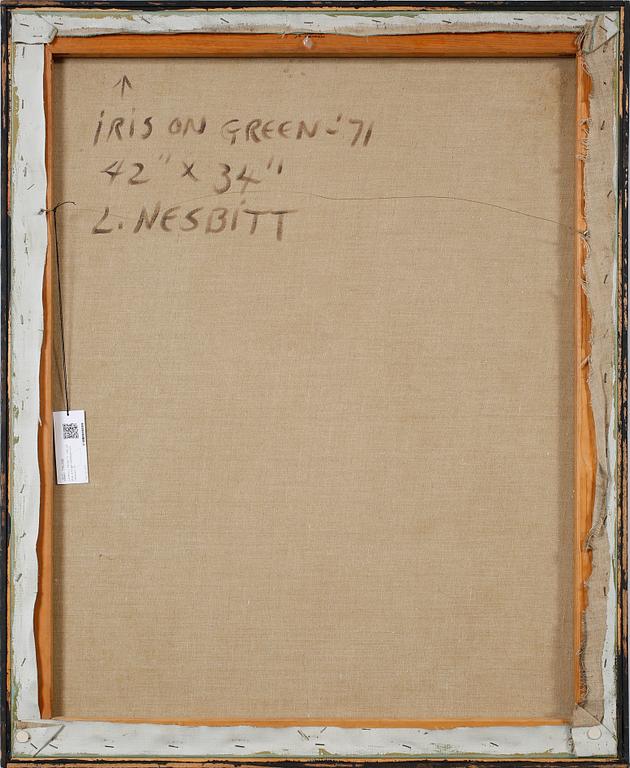 ↑
IRIS ON GREEN-'71
42" X 34"
L. NESBITT